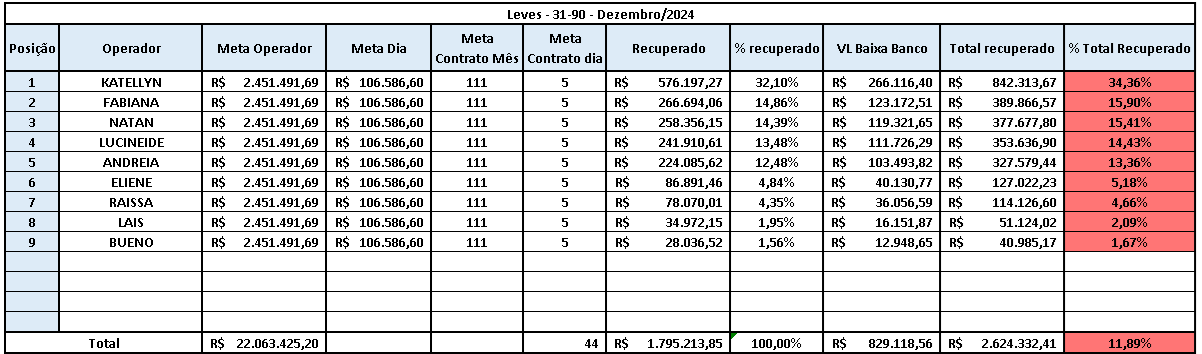 Leves - 31-90 - Dezembro/2024
Posição Operador Meta Operador Meta Dia Meta Contrato Mês Meta Contrato dia Recuperado % recuperado VL Baixa Banco Total recuperado % Total Recuperado
1 KATELLYN R$ 2.451.491,69 R$ 106.586,60 111 5 R$ 576.197,27 32,10% R$ 266.116,40 R$ 842.313,67 34,36%
2 FABIANA R$ 2.451.491,69 R$ 106.586,60 111 5 R$ 266.694,06 14,86% R$ 123.172,51 R$ 389.866,57 15,90%
3 NATAN R$ 2.451.491,69 R$ 106.586,60 111 5 R$ 258.356,15 14,39% R$ 119.321,65 R$ 377.677,80 15,41%
4 LUCINEIDE R$ 2.451.491,69 R$ 106.586,60 111 5 R$ 241.910,61 13,48% R$ 111.726,29 R$ 353.636,90 14,43%
5 ANDREIA R$ 2.451.491,69 R$ 106.586,60 111 5 R$ 224.085,62 12,48% R$ 103.493,82 R$ 327.579,44 13,36%
6 ELIENE R$ 2.451.491,69 R$ 106.586,60 111 5 R$ 86.891,46 4,84% R$ 40.130,77 R$ 127.022,23 5,18%
7 RAISSA R$ 2.451.491,69 R$ 106.586,60 111 5 R$ 78.070,01 4,35% R$ 36.056,59 R$ 114.126,60 4,66%
8 LAIS R$ 2.451.491,69 R$ 106.586,60 111 5 R$ 34.972,15 1,95% R$ 16.151,87 R$ 51.124,02 2,09%
9 BUENO R$ 2.451.491,69 R$ 106.586,60 111 5 R$ 28.036,52 1,56% R$ 12.948,65 R$ 40.985,17 1,67%
Total R$ 22.063.425,20 44 R$ 1.795.213,85 100,00% R$ 829.118,56 R$ 2.624.332,41 11,89%